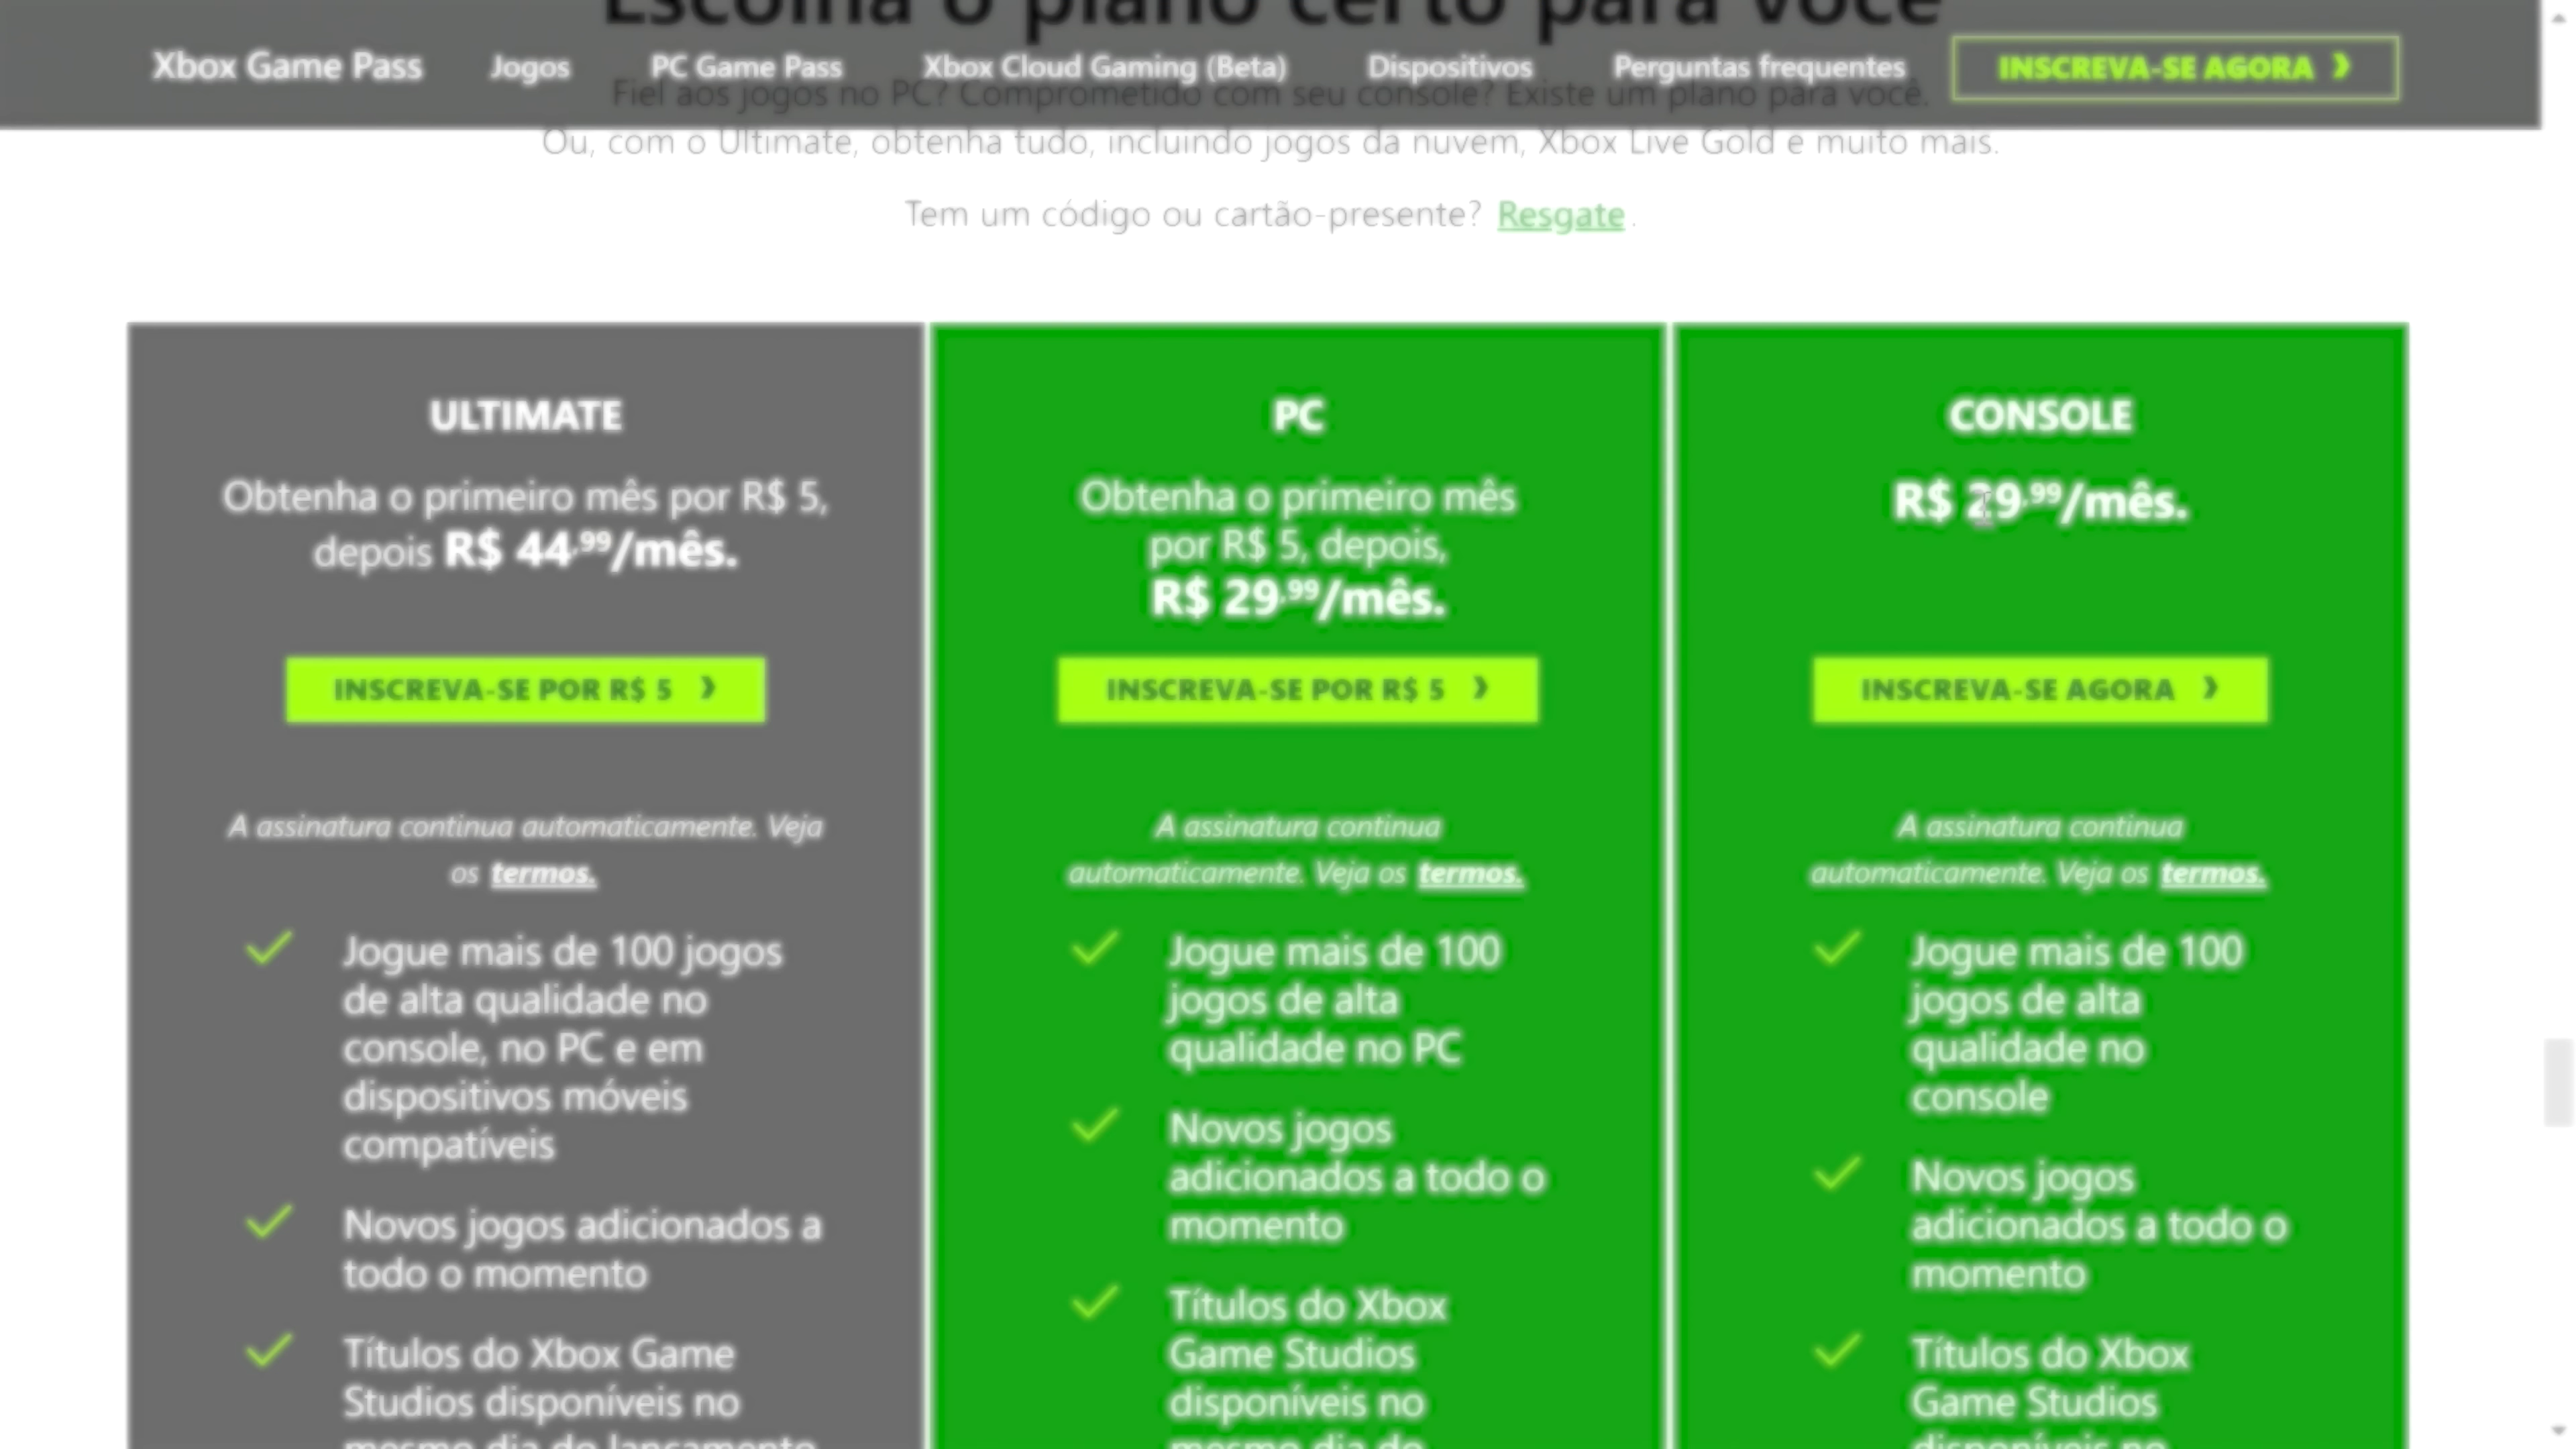 Escolha o plano certo para você
Xbox Game Pass Jogos PC Game Pass Xbox Cloud Gaming (Beta) Dispositivos Perguntas frequentes INSCREVA-SE AGORA
Fiel aos jogos no PC? Comprometido com seu console? Existe um plano para você.
Ou, com o Ultimate, obtenha tudo, incluindo jogos da nuvem, Xbox Live Gold e muito mais.
Tem um código ou cartão-presente? Resgate.
ULTIMATE
Obtenha o primeiro mês por R$ 5,
depois R$ 44,99/mês.
INSCREVA-SE POR R$ 5
A assinatura continua automaticamente. Veja
os termos.
Jogue mais de 100 jogos
de alta qualidade no
console, no PC e em
dispositivos móveis
compatíveis
Novos jogos adicionados a
todo o momento
Títulos do Xbox Game
Studios disponíveis no
mesmo dia do lançamento
PC
Obtenha o primeiro mês
por R$ 5, depois,
R$ 29,99/mês.
INSCREVA-SE POR R$ 5
A assinatura continua
automaticamente. Veja os termos.
Jogue mais de 100
jogos de alta
qualidade no PC
Novos jogos
adicionados a todo o
momento
Títulos do Xbox
Game Studios
disponíveis no
mesmo dia do
CONSOLE
R$ 29,99/mês.
INSCREVA-SE AGORA
A assinatura continua
automaticamente. Veja os termos.
Jogue mais de 100
jogos de alta
qualidade no
console
Novos jogos
adicionados a todo o
momento
Títulos do Xbox
Game Studios
disponíveis no